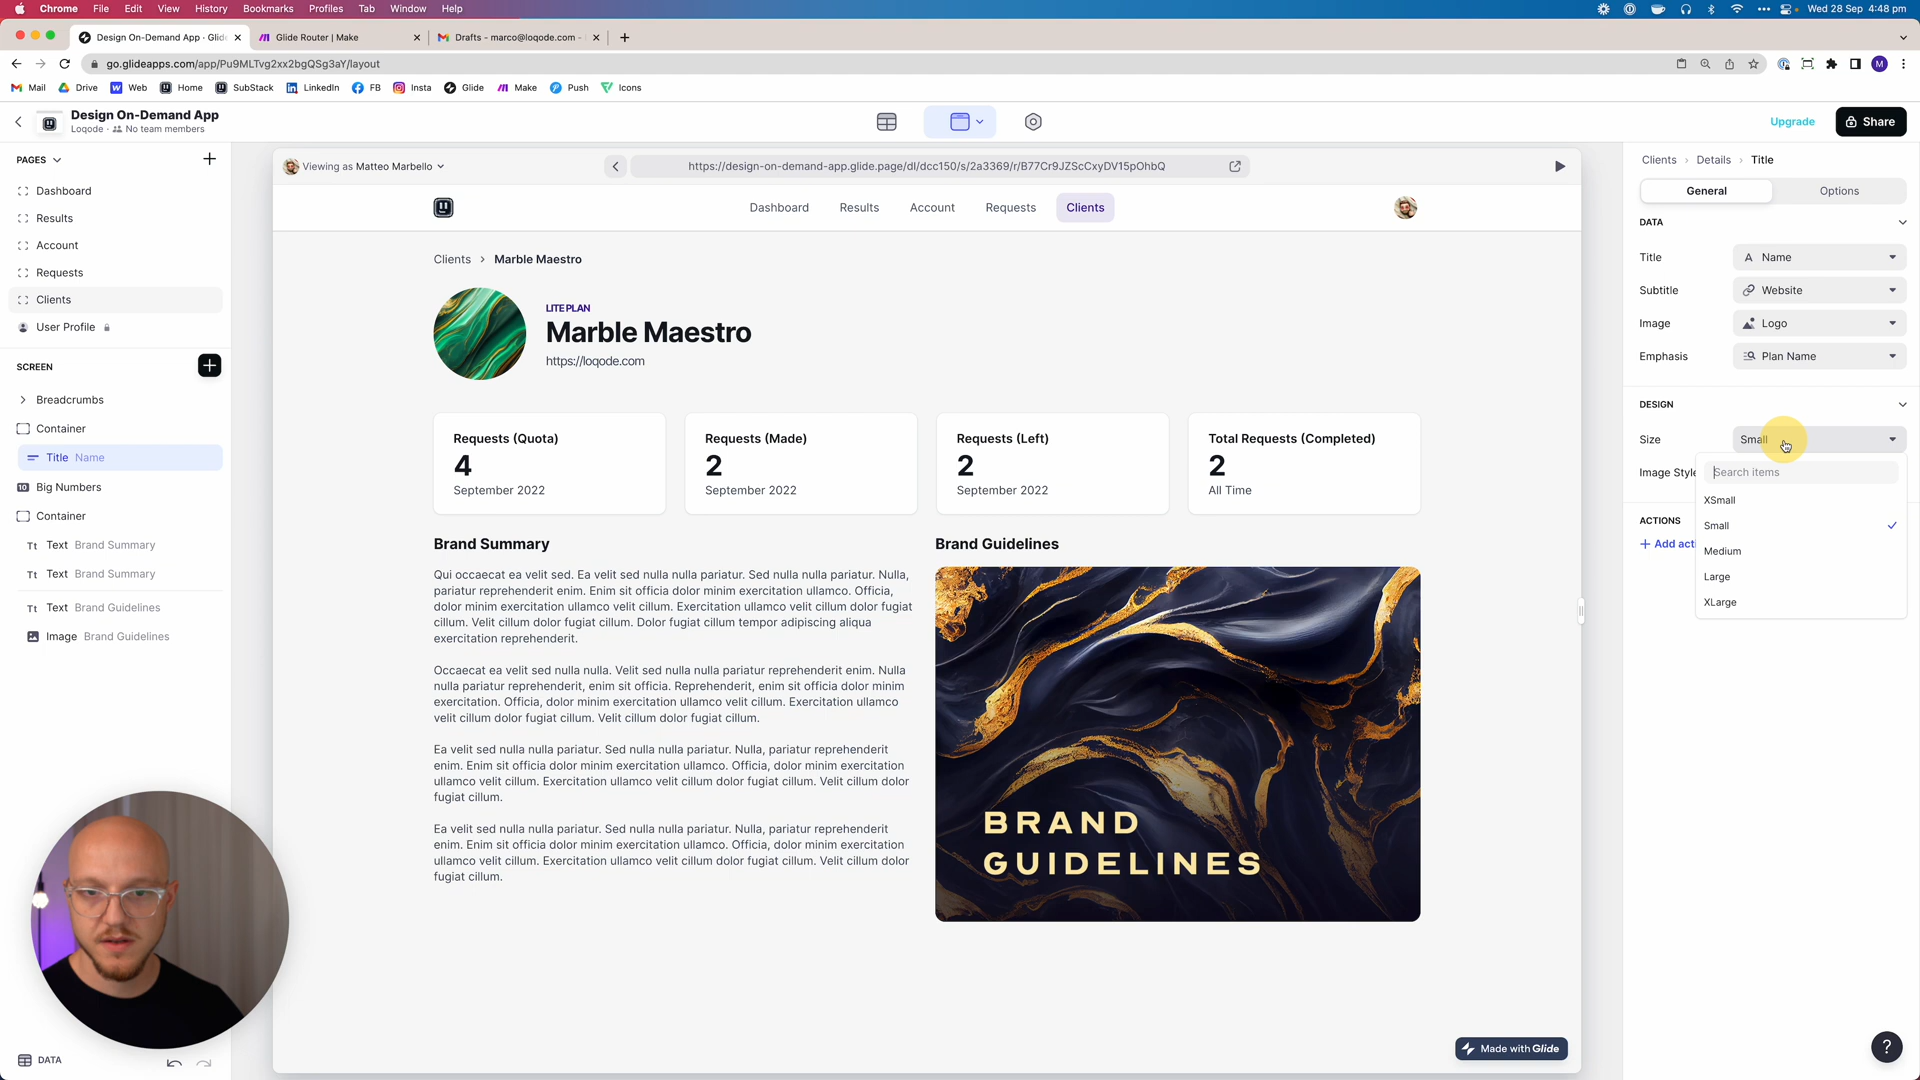 Chrome File Edit View History Bookmarks Profiles Tab Window Help
Wed 28 Sep 4:48 pm
Design On-Demand App · Glide
Glide Router | Make
Drafts - marco@loqode.com -
go.glideapps.com/app/Pu9MLTvg2xx2bgQSg3aY/layout
M
Mail Drive Web Home SubStack LinkedIn FB Insta Glide Make Push Icons
Design On-Demand App
Loqode · No team members
Upgrade
Share
PAGES
Dashboard
Results
Account
Requests
Clients
User Profile
SCREEN
Breadcrumbs
Container
Title Name
Big Numbers
Container
Tt Text Brand Summary
Tt Text Brand Summary
Tt Text Brand Guidelines
Image Brand Guidelines
DATA
Viewing as Matteo Marbello
https://design-on-demand-app.glide.page/dl/dcc150/s/2a3369/r/B77Cr9JZScCxyDV15pOhbQ
Dashboard Results Account Requests Clients
Clients > Marble Maestro
LITE PLAN
Marble Maestro
https://loqode.com
Requests (Quota)
4
September 2022
Requests (Made)
2
September 2022
Requests (Left)
2
September 2022
Total Requests (Completed)
2
All Time
Brand Summary
Qui occaecat ea velit sed. Ea velit sed nulla nulla pariatur. Sed nulla nulla pariatur. Nulla,
pariatur reprehenderit enim. Enim sit officia dolor minim exercitation ullamco. Officia,
dolor minim exercitation ullamco velit cillum. Exercitation ullamco velit cillum dolor fugiat
cillum. Velit cillum dolor fugiat cillum. Dolor fugiat cillum tempor adipiscing aliqua
exercitation reprehenderit.
Occaecat ea velit sed nulla nulla. Velit sed nulla nulla pariatur reprehenderit enim. Nulla
nulla pariatur reprehenderit, enim sit officia. Reprehenderit, enim sit officia dolor minim
exercitation. Officia, dolor minim exercitation ullamco velit cillum. Exercitation ullamco
velit cillum dolor fugiat cillum. Velit cillum dolor fugiat cillum.
Ea velit sed nulla nulla pariatur. Sed nulla nulla pariatur. Nulla, pariatur reprehenderit
enim. Enim sit officia dolor minim exercitation ullamco. Officia, dolor minim exercitation
ullamco velit cillum. Exercitation ullamco velit cillum dolor fugiat cillum. Velit cillum dolor
fugiat cillum.
Ea velit sed nulla nulla pariatur. Sed nulla nulla pariatur. Nulla, pariatur reprehenderit
enim. Enim sit officia dolor minim exercitation ullamco. Officia, dolor minim exercitation
ullamco velit cillum. Exercitation ullamco velit cillum dolor fugiat cillum. Velit cillum dolor
fugiat cillum.
Brand Guidelines
BRAND
GUIDELINES
Made with Glide
Clients > Details > Title
General Options
DATA
Title A Name
Subtitle Website
Image Logo
Emphasis Plan Name
DESIGN
Size Small
Image Style
Search items
XSmall
Small
Medium
Large
XLarge
ACTIONS
+ Add acti
?